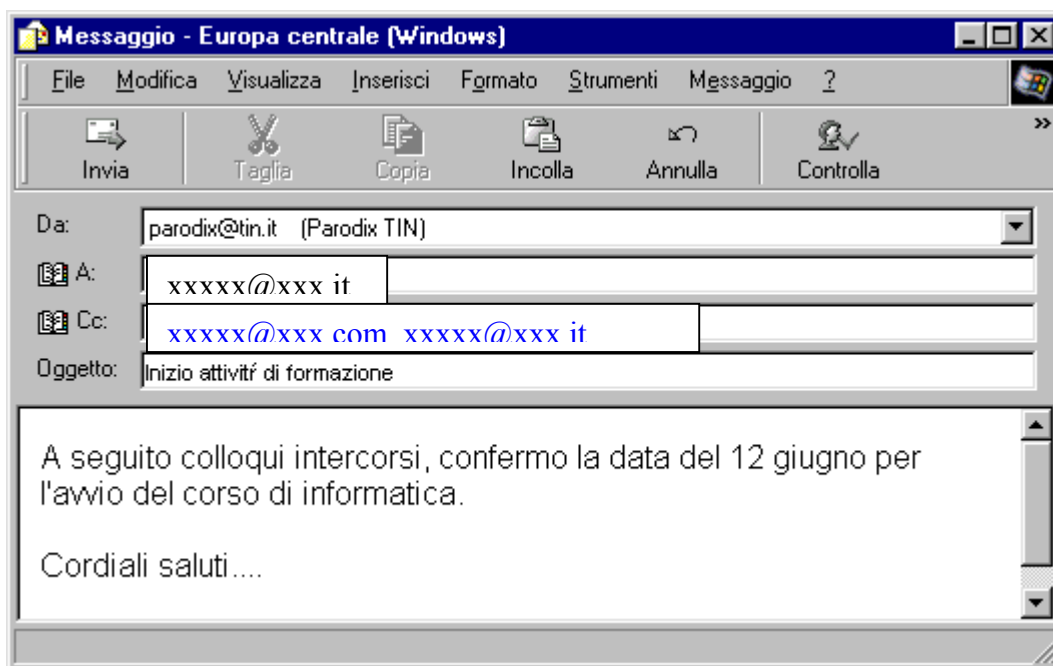 Messaggio - Europa centrale (Windows)
File Modifica Visualizza Inserisci Formato Strumenti Messaggio ?
Invia Taglia Copia Incolla Annulla Controlla »
Da: parodix@tin.it (Parodix TIN)
A: xxxxx@xxx it
Cc: xxxxx@xxx com xxxxx@xxx it
Oggetto: Inizio attivitŕ di formazione
A seguito colloqui intercorsi, confermo la data del 12 giugno per
l'avvio del corso di informatica.
Cordiali saluti....